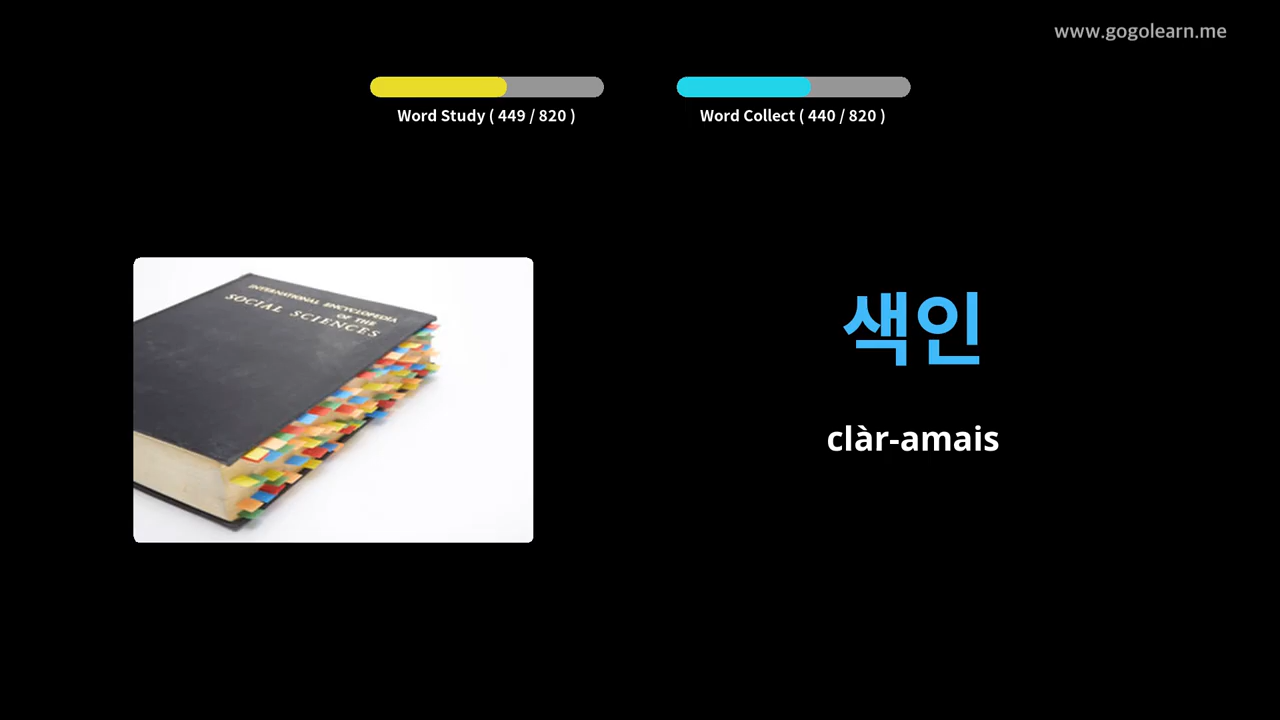 www.gogolearn.me
Word Study ( 449 / 820 )
Word Collect ( 440 / 820 )
INTERNATIONAL ENCYCLOPEDIA
OF THE
SOCIAL SCIENCES
색인
clàr-amais